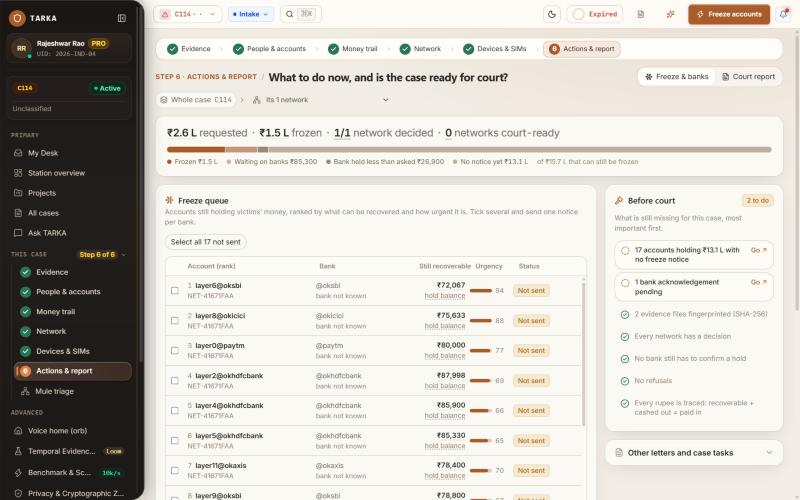 TARKA
RR
Rajeshwar Rao PRO
UID: 2026-IND-04
C114
Active
Unclassified
PRIMARY
My Desk
Station overview
Projects
All cases
Ask TARKA
THIS CASE
Step 6 of 6
Evidence
People & accounts
Money trail
Network
Devices & SIMs
6 Actions & report
Mule triage
ADVANCED
Voice home (orb)
Temporal Evidenc... Loom
Benchmark & Sc... 10k/s
Privacy & Cryptographic Z...
C114 - -
Intake
⌘K
Expired
Freeze accounts
Evidence
People & accounts
Money trail
Network
Devices & SIMs
6 Actions & report
STEP 6 · ACTIONS & REPORT / What to do now, and is the case ready for court?
Freeze & banks
Court report
Whole case C114
Its 1 network
₹2.6 L requested · ₹1.5 L frozen · 1/1 network decided · 0 networks court-ready
Frozen ₹1.5 L
Waiting on banks ₹85,300
Bank held less than asked ₹26,900
No notice yet ₹13.1 L
of ₹15.7 L that can still be frozen
Freeze queue
Accounts still holding victims' money, ranked by what can be recovered and how urgent it is. Tick several and send one notice
per bank.
Select all 17 not sent
Account (rank) Bank Still recoverable Urgency Status
1 layer6@oksbi @oksbi ₹72,067 94 Not sent
NET-41671FAA bank not known hold balance
2 layer8@okicici @okicici ₹75,633 88 Not sent
NET-41671FAA bank not known hold balance
3 layer0@paytm @paytm ₹80,000 77 Not sent
NET-41671FAA bank not known hold balance
4 layer2@okhdfcbank @okhdfcbank ₹87,998 69 Not sent
NET-41671FAA bank not known hold balance
5 layer4@okhdfcbank @okhdfcbank ₹85,900 66 Not sent
NET-41671FAA bank not known hold balance
6 layer5@okhdfcbank @okhdfcbank ₹85,330 65 Not sent
NET-41671FAA bank not known hold balance
7 layer11@okaxis @okaxis ₹78,400 70 Not sent
NET-41671FAA bank not known hold balance
8 layer9@oksbi @oksbi ₹78,800 Not sent
Before court
2 to do
What is still missing for this case, most
important first.
17 accounts holding ₹13.1 L with
no freeze notice
Go ↗
1 bank acknowledgement
pending
Go ↗
2 evidence files fingerprinted (SHA-256)
Every network has a decision
No bank still has to confirm a hold
No refusals
Every rupee is traced: recoverable +
cashed out = paid in
Other letters and case tasks